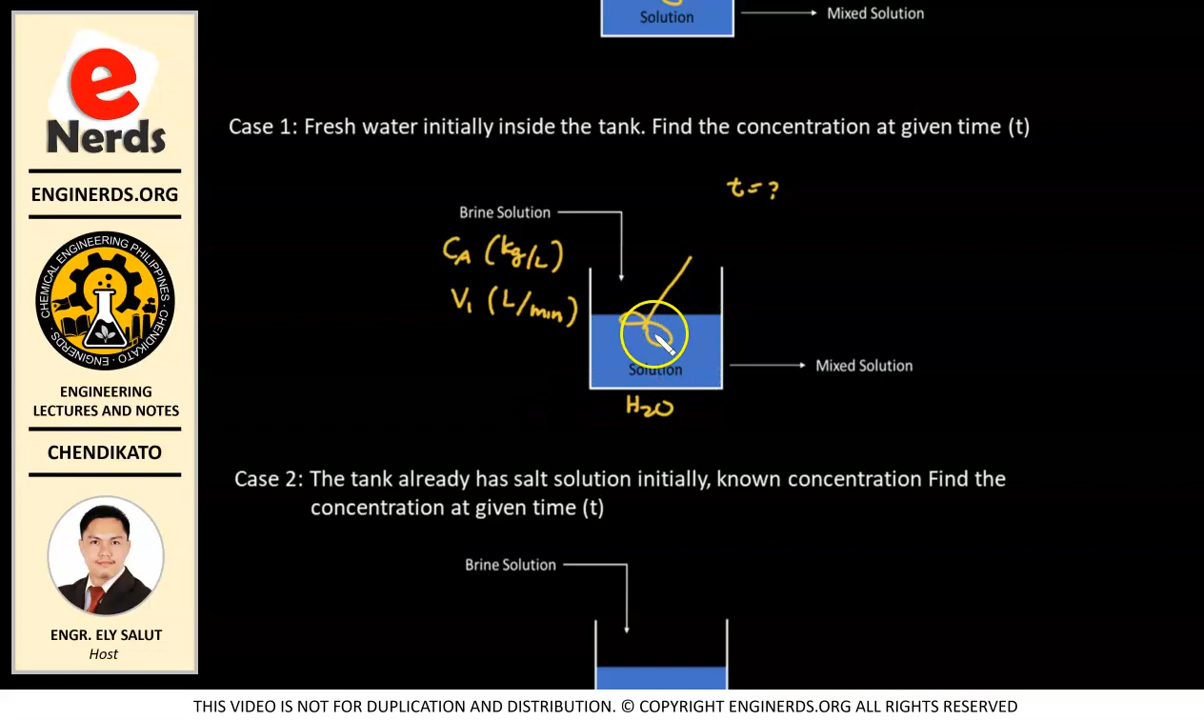 e
Nerds
ENGINERDS.ORG
CHEMICAL ENGINEERING PHILIPPINES
CHENDIKATO · ENGINERDS
ENGINEERING
LECTURES AND NOTES
CHENDIKATO
ENGR. ELY SALUT
Host
Solution
Mixed Solution
Case 1: Fresh water initially inside the tank. Find the concentration at given time (t)
t = ?
Brine Solution
CA (kg/L)
V1 (L/min)
Solution
Mixed Solution
H2O
Case 2: The tank already has salt solution initially, known concentration Find the
concentration at given time (t)
Brine Solution
THIS VIDEO IS NOT FOR DUPLICATION AND DISTRIBUTION. © COPYRIGHT ENGINERDS.ORG ALL RIGHTS RESERVED